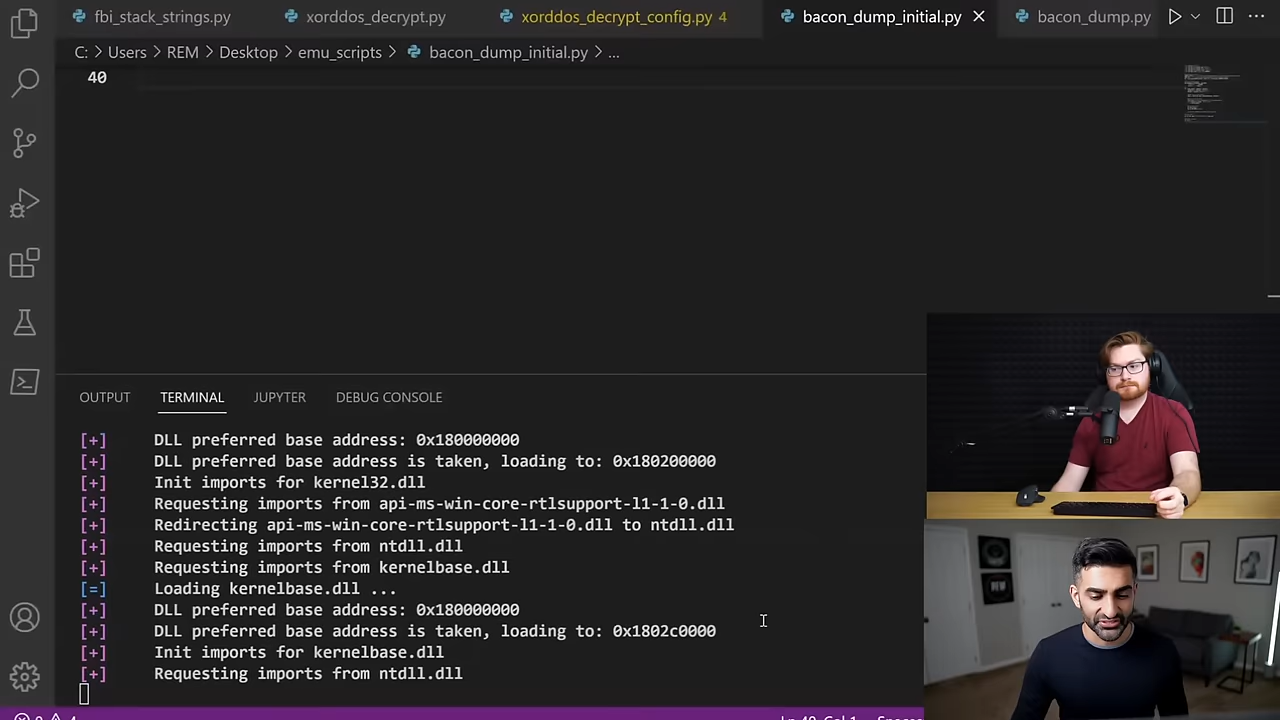 fbi_stack_strings.py xorddos_decrypt.py xorddos_decrypt_config.py 4 bacon_dump_initial.py bacon_dump.py
C: > Users > REM > Desktop > emu_scripts > bacon_dump_initial.py > ...
40
OUTPUT TERMINAL JUPYTER DEBUG CONSOLE
[+] DLL preferred base address: 0x180000000
[+] DLL preferred base address is taken, loading to: 0x180200000
[+] Init imports for kernel32.dll
[+] Requesting imports from api-ms-win-core-rtlsupport-l1-1-0.dll
[+] Redirecting api-ms-win-core-rtlsupport-l1-1-0.dll to ntdll.dll
[+] Requesting imports from ntdll.dll
[+] Requesting imports from kernelbase.dll
[=] Loading kernelbase.dll ...
[+] DLL preferred base address: 0x180000000
[+] DLL preferred base address is taken, loading to: 0x1802c0000
[+] Init imports for kernelbase.dll
[+] Requesting imports from ntdll.dll